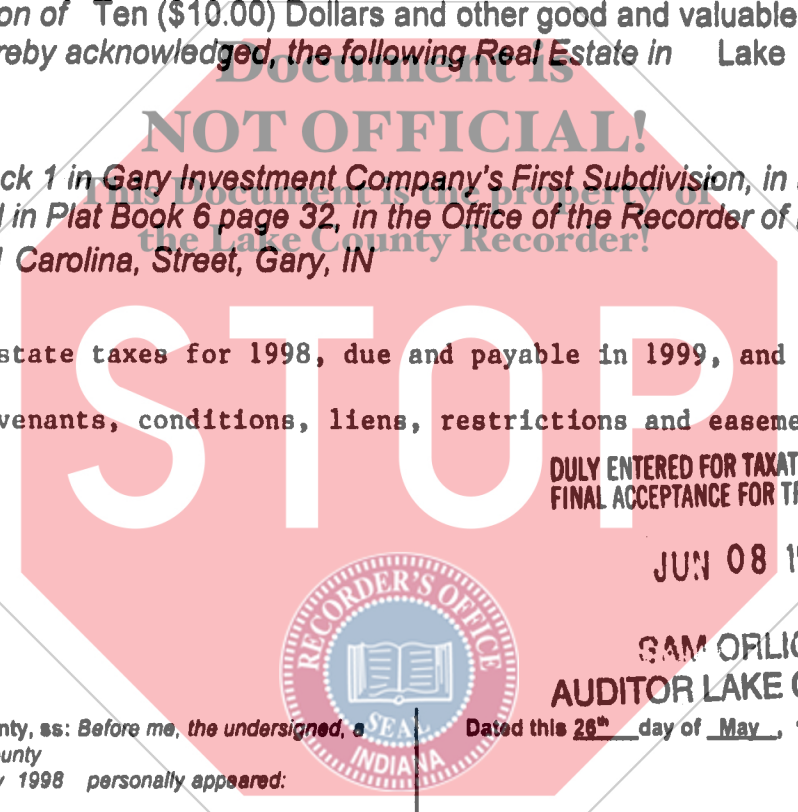 on of Ten ($10.00) Dollars and other good and valuable
reby acknowledged, the following Real Estate in Lake
Document is
NOT OFFICIAL!
This Document is the property of
the Lake County Recorder!
ck 1 in Gary Investment Company's First Subdivision, in
d in Plat Book 6 page 32, in the Office of the Recorder of
Carolina, Street, Gary, IN
STOP
state taxes for 1998, due and payable in 1999, and
venants, conditions, liens, restrictions and easeme
DULY ENTERED FOR TAXAT
FINAL ACCEPTANCE FOR
JUN 08
SAM ORLIC
AUDITOR LAKE
RECORDER'S OFFICE
SEAL
INDIANA
nty, ss: Before me, the undersigned, a
unty
1998 personally appeared:
Dated this 26th day of May,